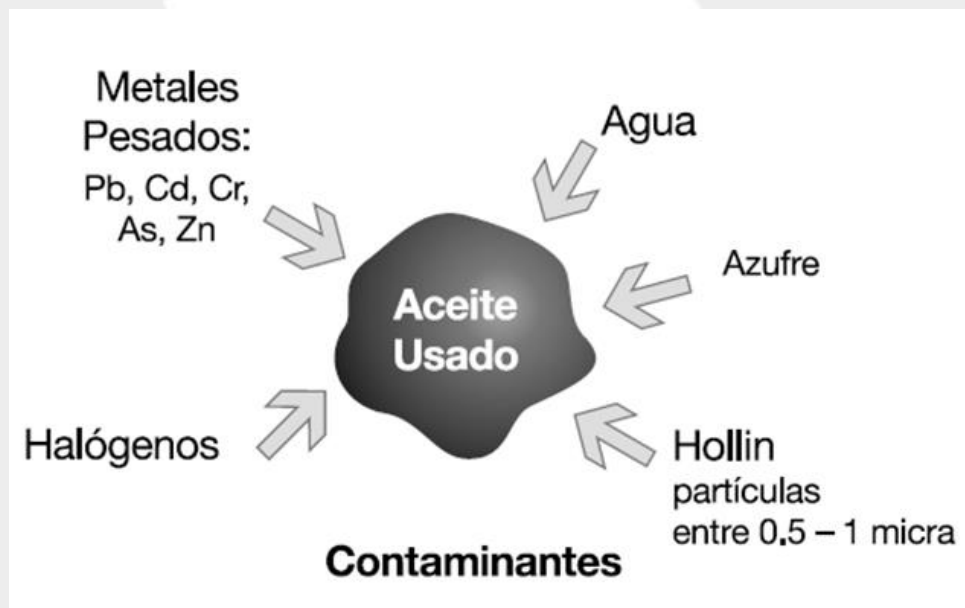 Metales
Pesados:
Pb, Cd, Cr,
As, Zn
Agua
Azufre
Aceite
Usado
Halógenos
Hollin
partículas
entre 0.5 – 1 micra
Contaminantes